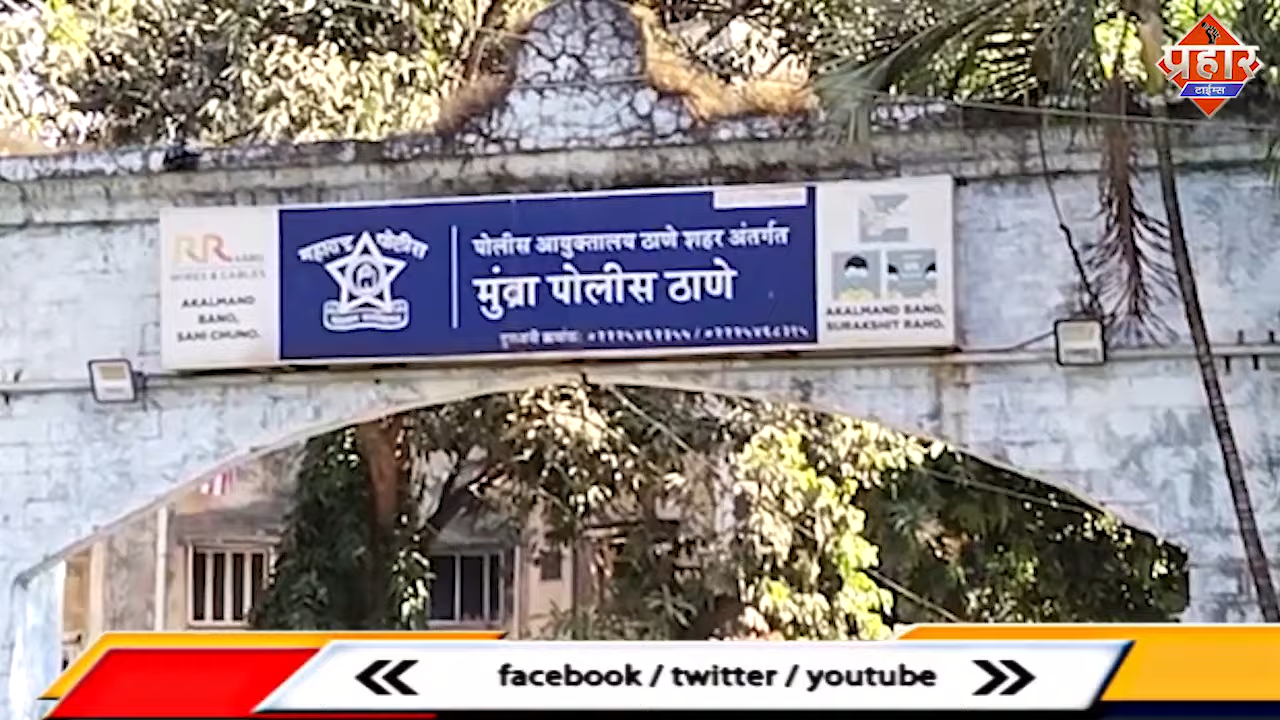 प्रहार
टाईम्स
महाराष्ट्र पोलीस
पोलीस आयुक्तालय ठाणे शहर अंतर्गत
मुंब्रा पोलीस ठाणे
RR
WIRES & CABLES
AKALMAND
BANO,
SAHI CHUNO.
AKALMAND BANO,
SURAKSHIT RAHO.
facebook / twitter / youtube